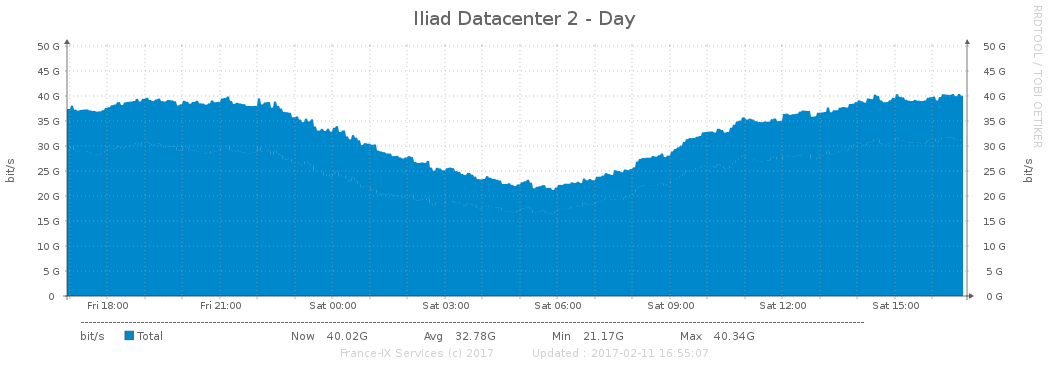 Iliad Datacenter 2 - Day
RRDTOOL / TOBI OETIKER
bit/s
50 G 50 G
45 G 45 G
40 G 40 G
35 G 35 G
30 G 30 G
25 G 25 G
20 G 20 G
15 G 15 G
10 G 10 G
5 G 5 G
0 0 G
bit/s
Fri 18:00 Fri 21:00 Sat 00:00 Sat 03:00 Sat 06:00 Sat 09:00 Sat 12:00 Sat 15:00
bit/s Total Now 40.02G Avg 32.78G Min 21.17G Max 40.34G
France-IX Services (c) 2017 Updated : 2017-02-11 16:55:07